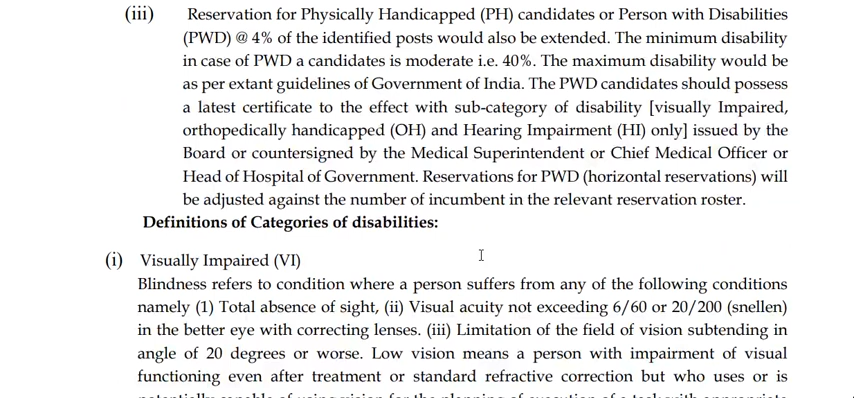 (iii) Reservation for Physically Handicapped (PH) candidates or Person with Disabilities
(PWD) @ 4% of the identified posts would also be extended. The minimum disability
in case of PWD a candidates is moderate i.e. 40%. The maximum disability would be
as per extant guidelines of Government of India. The PWD candidates should possess
a latest certificate to the effect with sub-category of disability [visually Impaired,
orthopedically handicapped (OH) and Hearing Impairment (HI) only] issued by the
Board or countersigned by the Medical Superintendent or Chief Medical Officer or
Head of Hospital of Government. Reservations for PWD (horizontal reservations) will
be adjusted against the number of incumbent in the relevant reservation roster.
Definitions of Categories of disabilities:
(i) Visually Impaired (VI)
Blindness refers to condition where a person suffers from any of the following conditions
namely (1) Total absence of sight, (ii) Visual acuity not exceeding 6/60 or 20/200 (snellen)
in the better eye with correcting lenses. (iii) Limitation of the field of vision subtending in
angle of 20 degrees or worse. Low vision means a person with impairment of visual
functioning even after treatment or standard refractive correction but who uses or is